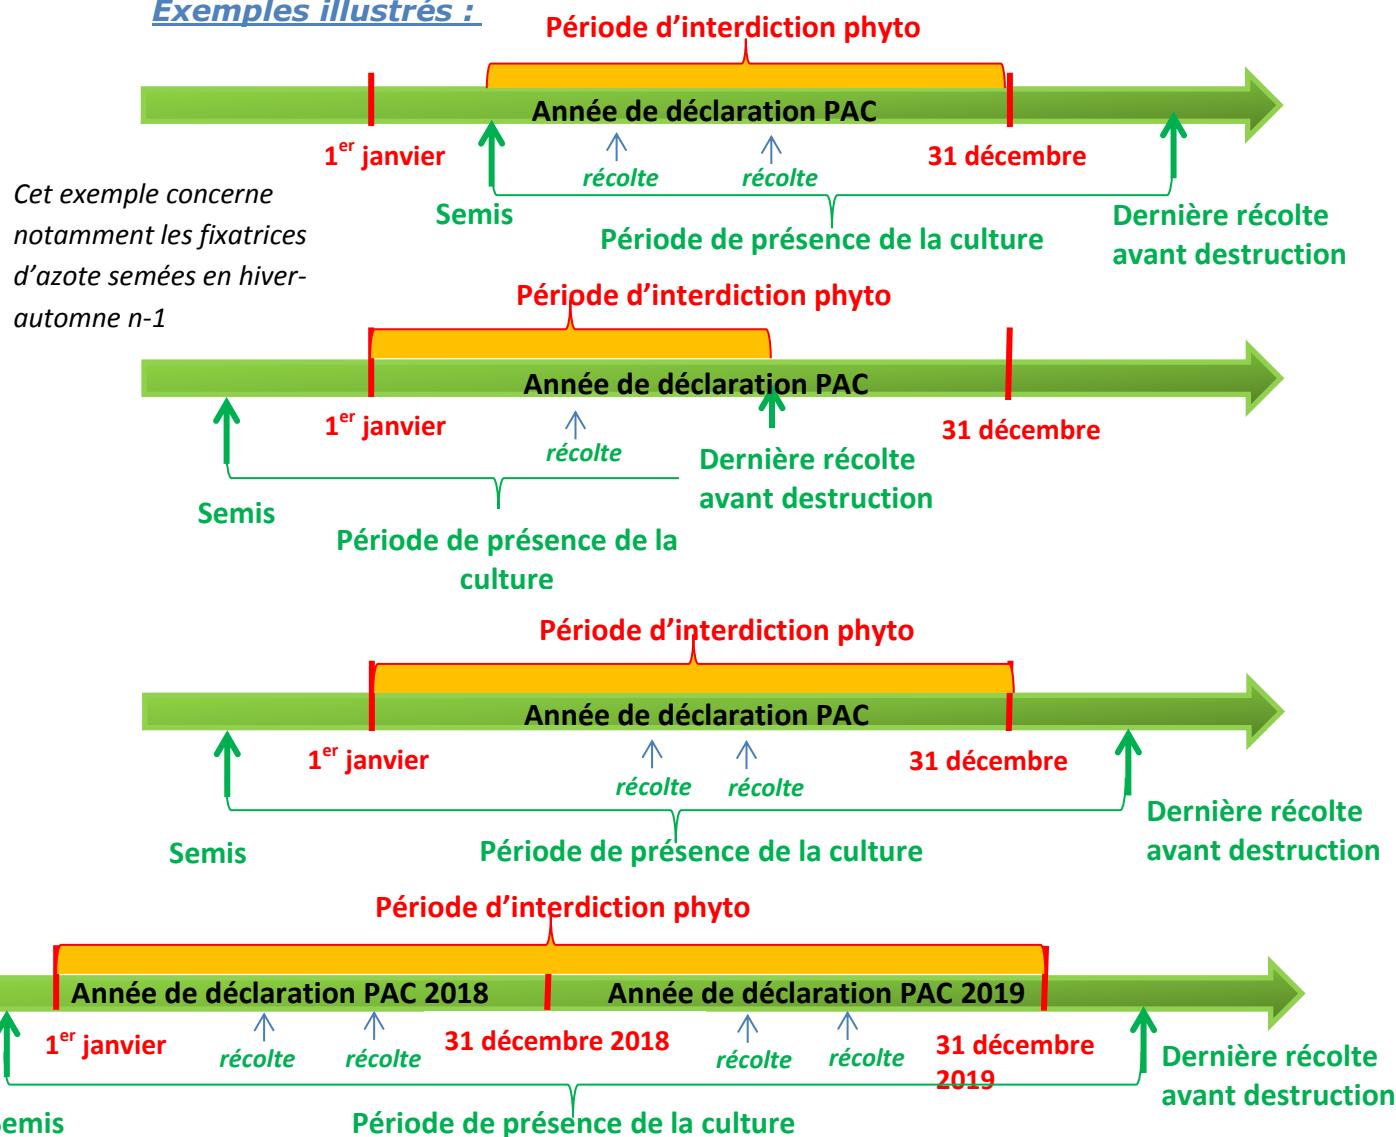 Exemples illustrés :
Période d'interdiction phyto
Année de déclaration PAC
1er janvier
31 décembre
récolte
récolte
Cet exemple concerne
notamment les fixatrices
d'azote semées en hiver-
automne n-1
Semis
Dernière récolte
avant destruction
Période de présence de la culture
Période d'interdiction phyto
Année de déclaration PAC
1er janvier
31 décembre
récolte
Dernière récolte
avant destruction
Semis
Période de présence de la
culture
Période d'interdiction phyto
Année de déclaration PAC
1er janvier
31 décembre
récolte
récolte
Dernière récolte
avant destruction
Semis
Période de présence de la culture
Période d'interdiction phyto
Année de déclaration PAC 2018
Année de déclaration PAC 2019
1er janvier
récolte
récolte
31 décembre 2018
récolte
récolte
31 décembre
2019
Dernière récolte
avant destruction
Semis
Période de présence de la culture